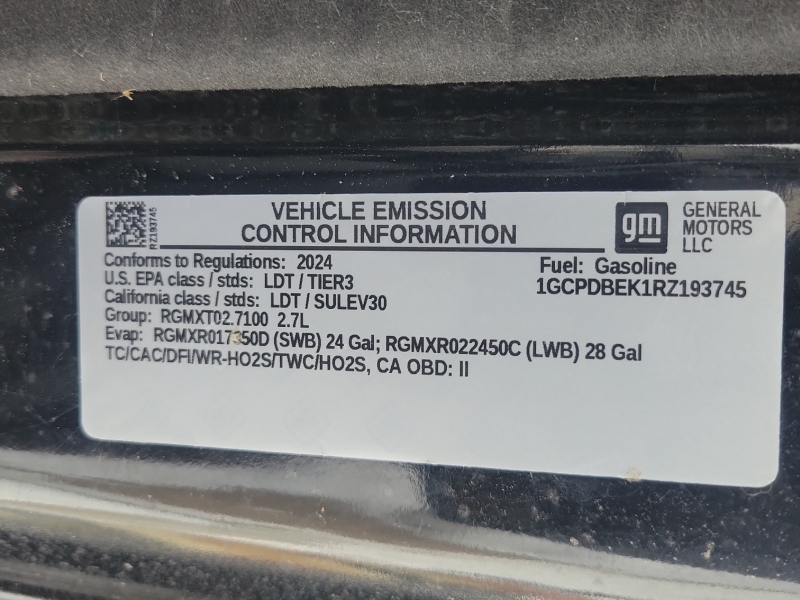 RZ193745
VEHICLE EMISSION
CONTROL INFORMATION
gm
GENERAL
MOTORS
LLC
Conforms to Regulations: 2024
Fuel: Gasoline
U.S. EPA class / stds: LDT / TIER3
1GCPDBEK1RZ193745
California class / stds: LDT / SULEV30
Group: RGMXT02.7100 2.7L
Evap: RGMXR017350D (SWB) 24 Gal; RGMXR022450C (LWB) 28 Gal
TC/CAC/DFI/WR-HO2S/TWC/HO2S, CA OBD: II